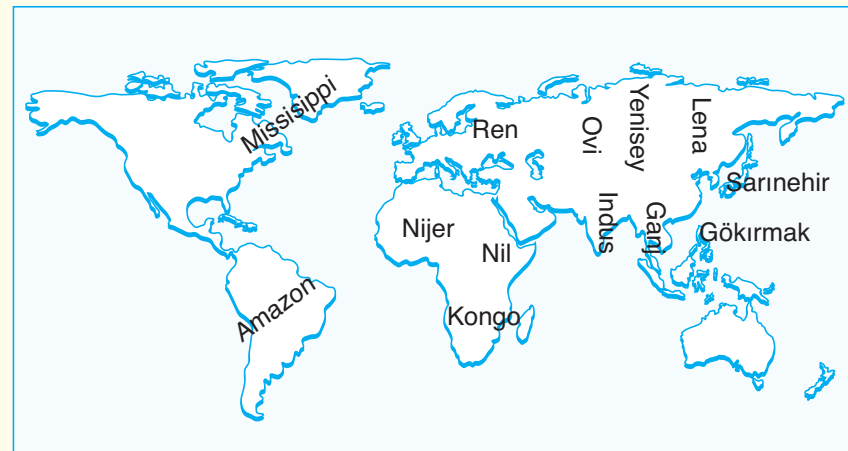 Missisippi
Ren
Ovi
Yenisey
Lena
Sarınehir
Indus
Ganj
Gökırmak
Nijer
Nil
Amazon
Kongo